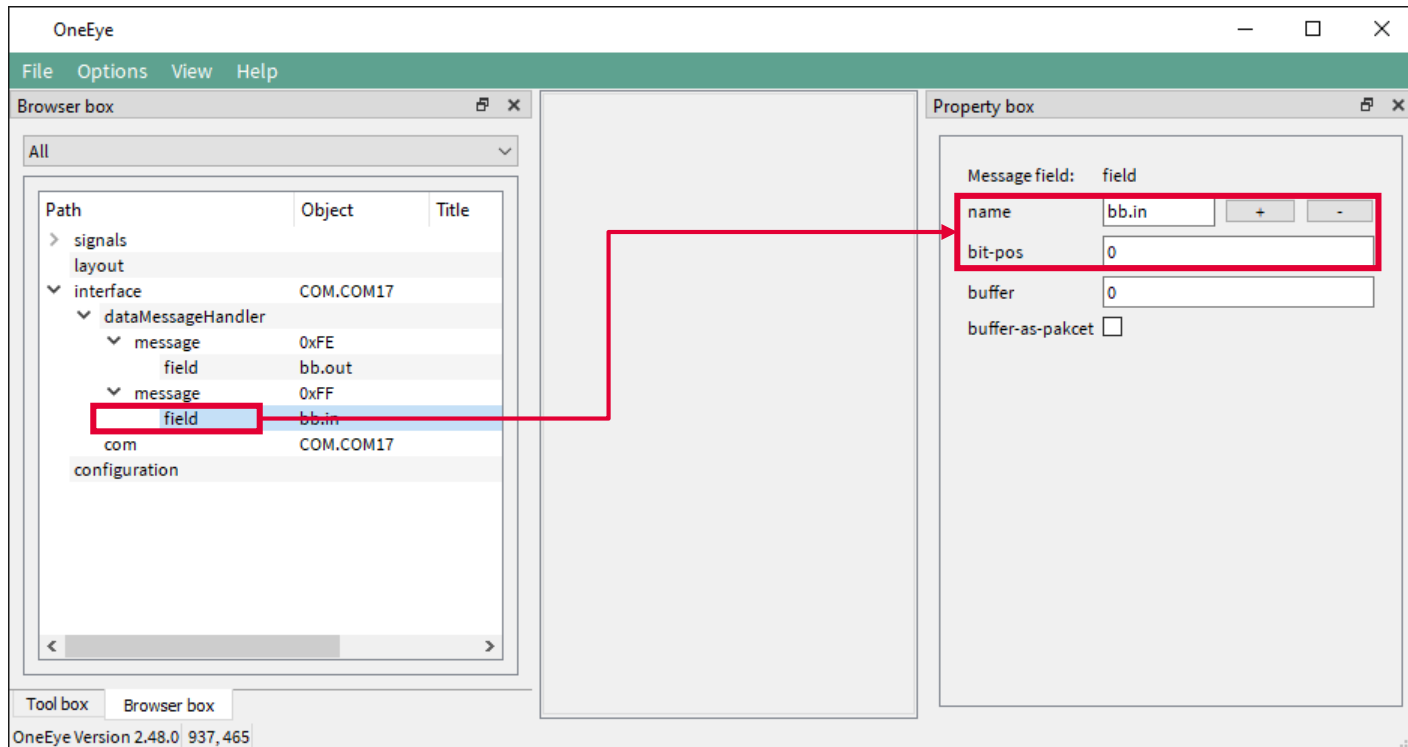 OneEye
File Options View Help
Browser box
All
Path Object Title
signals
layout
interface COM.COM17
dataMessageHandler
message 0xFE
field bb.out
message 0xFF
field bb.in
com COM.COM17
configuration
Tool box Browser box
OneEye Version 2.48.0 937, 465
Property box
Message field: field
name bb.in + -
bit-pos 0
buffer 0
buffer-as-pakcet